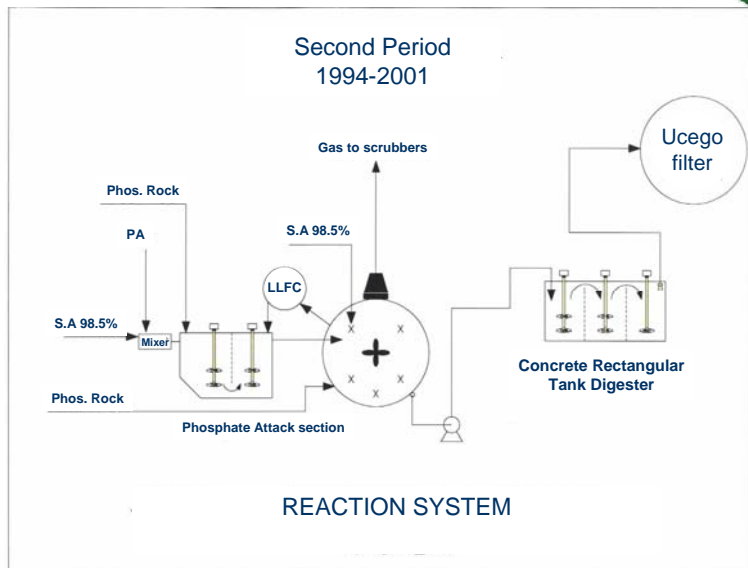 Second Period
1994-2001
Ucego
filter
Gas to scrubbers
Phos. Rock
S.A 98.5%
PA
LLFC
S.A 98.5%
Mixer
Concrete Rectangular
Tank Digester
Phos. Rock
Phosphate Attack section
REACTION SYSTEM